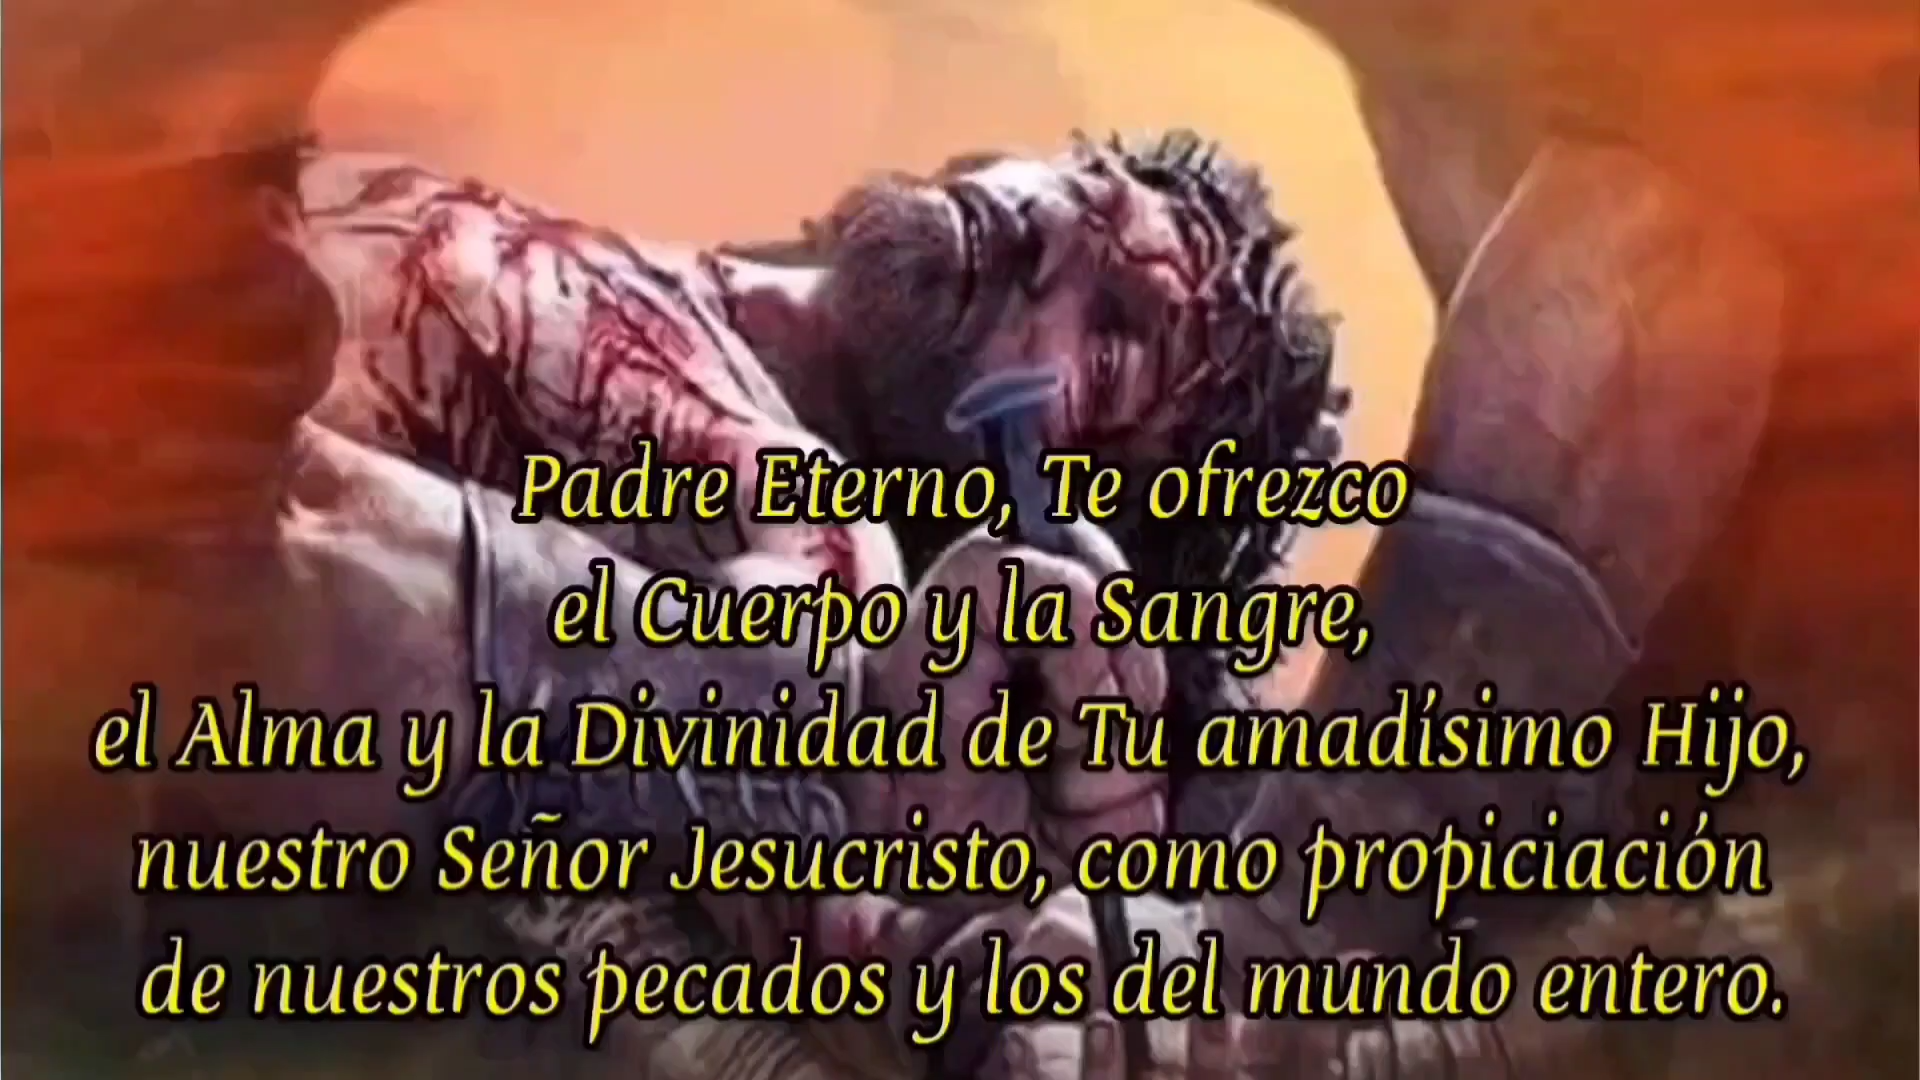 Padre Eterno, Te ofrezco
el Cuerpo y la Sangre,
el Alma y la Divinidad de Tu amadísimo Hijo,
nuestro Señor Jesucristo, como propiciación
de nuestros pecados y los del mundo entero.